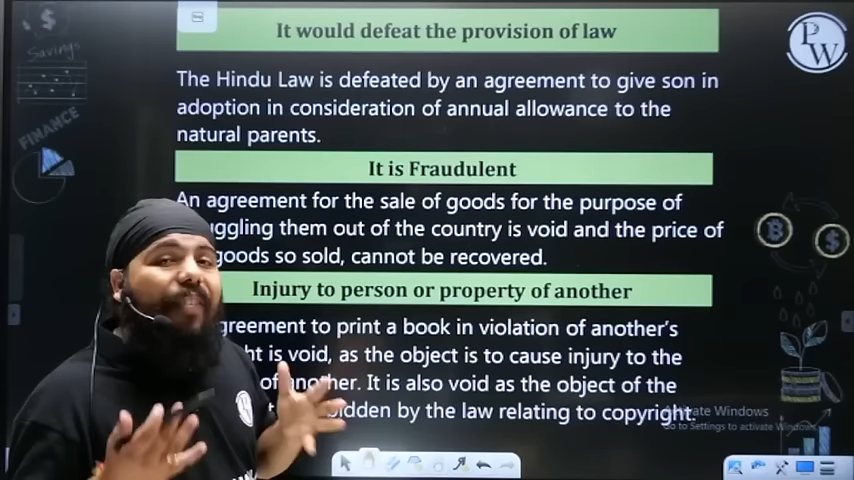 It would defeat the provision of law
P
W
Savings
The Hindu Law is defeated by an agreement to give son in
adoption in consideration of annual allowance to the
natural parents.
FINANCE
It is Fraudulent
An agreement for the sale of goods for the purpose of
uggling them out of the country is void and the price of
goods so sold, cannot be recovered.
Injury to person or property of another
greement to print a book in violation of another's
ht is void, as the object is to cause injury to the
of another. It is also void as the object of the
bidden by the law relating to copyright.
Activate Windows
Go to Settings to activate Windows.